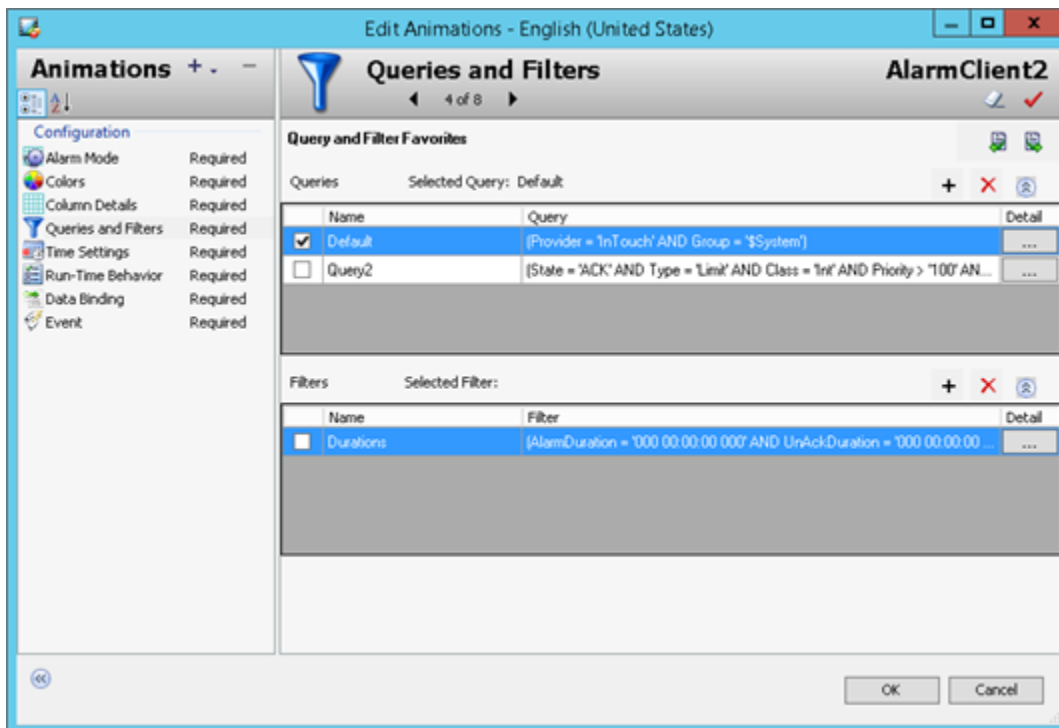 Edit Animations - English (United States)
Animations
Queries and Filters
AlarmClient2
4 of 8
Configuration
Alarm Mode Required
Colors Required
Column Details Required
Queries and Filters Required
Time Settings Required
Run-Time Behavior Required
Data Binding Required
Event Required
Query and Filter Favorites
Queries Selected Query: Default
Name Query Detail
Default (Provider = 'InTouch' AND Group = '$System') ...
Query2 (State = 'ACK' AND Type = 'Limit' AND Class = 'Int' AND Priority > '100' AN... ...
Filters Selected Filter:
Name Filter Detail
Durations (AlarmDuration = '000 00:00:00 000' AND UnAckDuration = '000 00:00:00 ... ...
OK Cancel